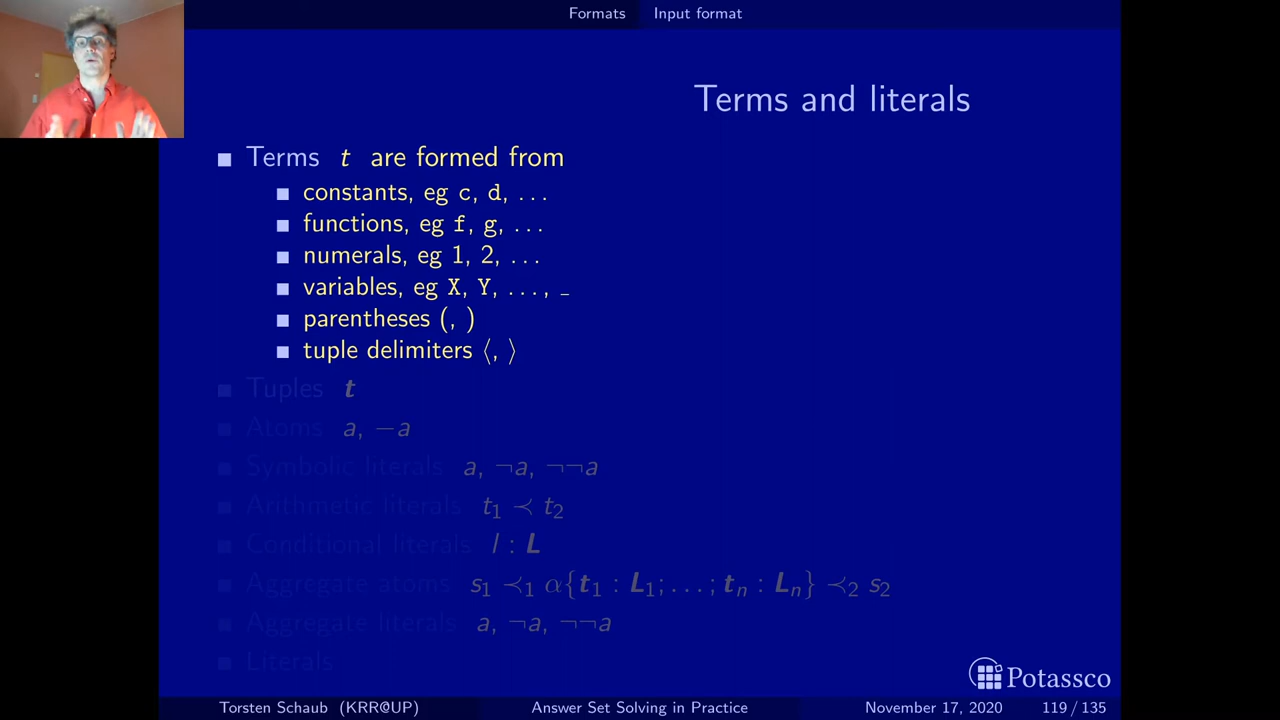 Formats Input format
Terms and literals
Terms t are formed from
constants, eg c, d, ...
functions, eg f, g, ...
numerals, eg 1, 2, ...
variables, eg X, Y, ..., _
parentheses (, )
tuple delimiters ⟨, ⟩
Tuples t
Atoms a, −a
Symbolic literals a, ¬a, ¬¬a
Arithmetic literals t₁ ≺ t₂
Conditional literals l : L
Aggregate atoms s₁ ≺₁ α{t₁ : L₁; ... ; tₙ : Lₙ} ≺₂ s₂
Aggregate literals a, ¬a, ¬¬a
Literals
Potassco
Torsten Schaub (KRR@UP) Answer Set Solving in Practice November 17, 2020 119 / 135